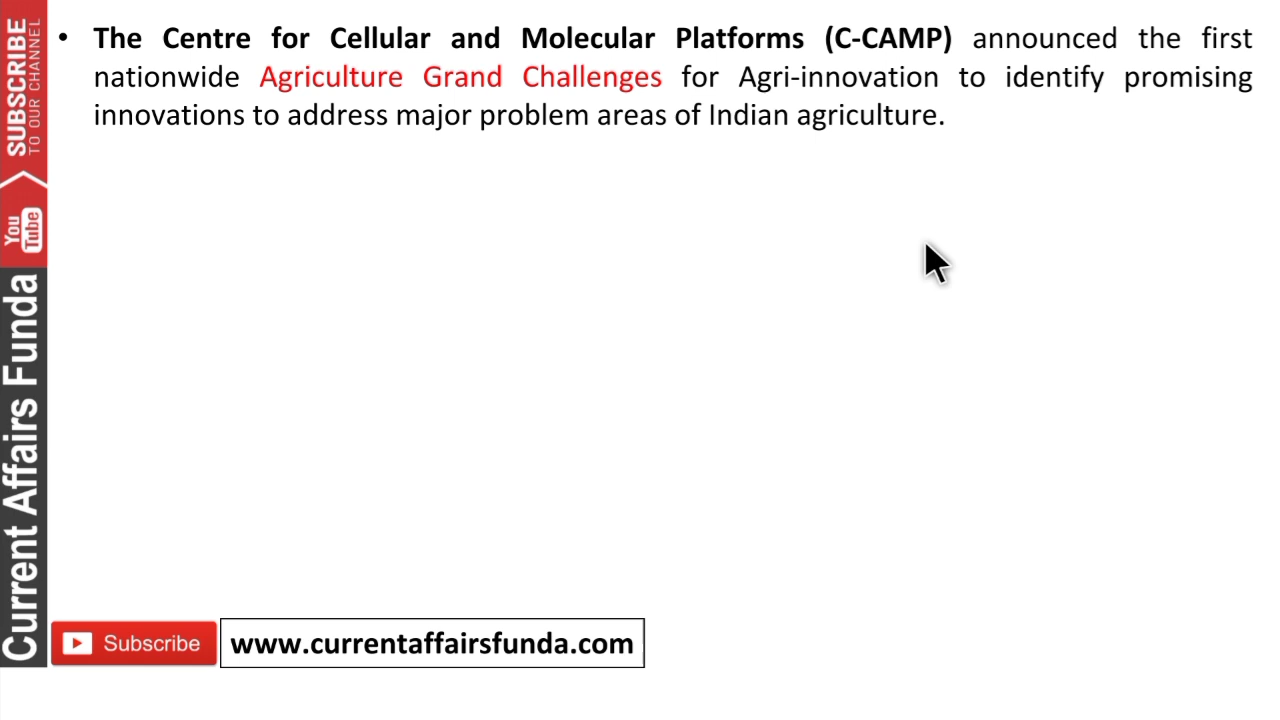 • The Centre for Cellular and Molecular Platforms (C-CAMP) announced the first
nationwide Agriculture Grand Challenges for Agri-innovation to identify promising
innovations to address major problem areas of Indian agriculture.
SUBSCRIBE
TO OUR CHANNEL
You
Tube
Current Affairs Funda
Subscribe
www.currentaffairsfunda.com